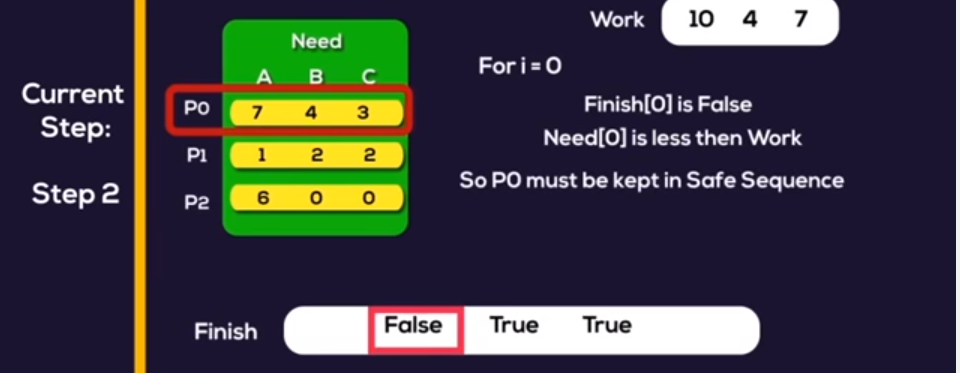 Current
Step:
Step 2
Need
A B C
P0 7 4 3
P1 1 2 2
P2 6 0 0
Work 10 4 7
For i = 0
Finish[0] is False
Need[0] is less then Work
So P0 must be kept in Safe Sequence
Finish False True True